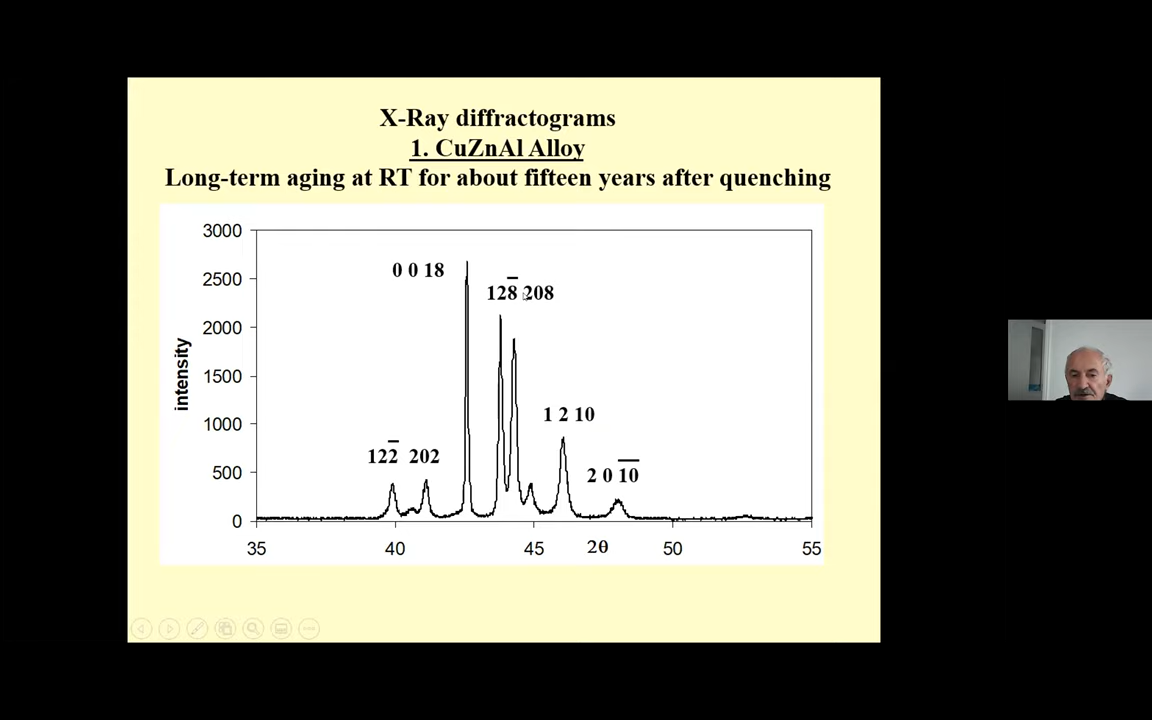 X-Ray diffractograms
1. CuZnAl Alloy
Long-term aging at RT for about fifteen years after quenching
3000
0 0 18
2500
128̅ 208
2000
intensity
1500
1 2 10
1000
122̅ 202
2 0 1̅0̅
500
0
35 40 45 2θ 50 55